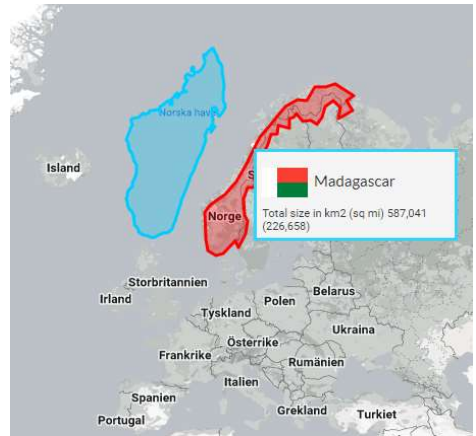 Norska hav
Island
S
Madagascar
Norge
Total size in km2 (sq mi) 587,041
(226,658)
Storbritannien
Irland
Belarus
Polen
Tyskland
Ukraina
Österrike
Frankrike
Rumänien
Italien
Spanien
Grekland
Turkiet
Portugal